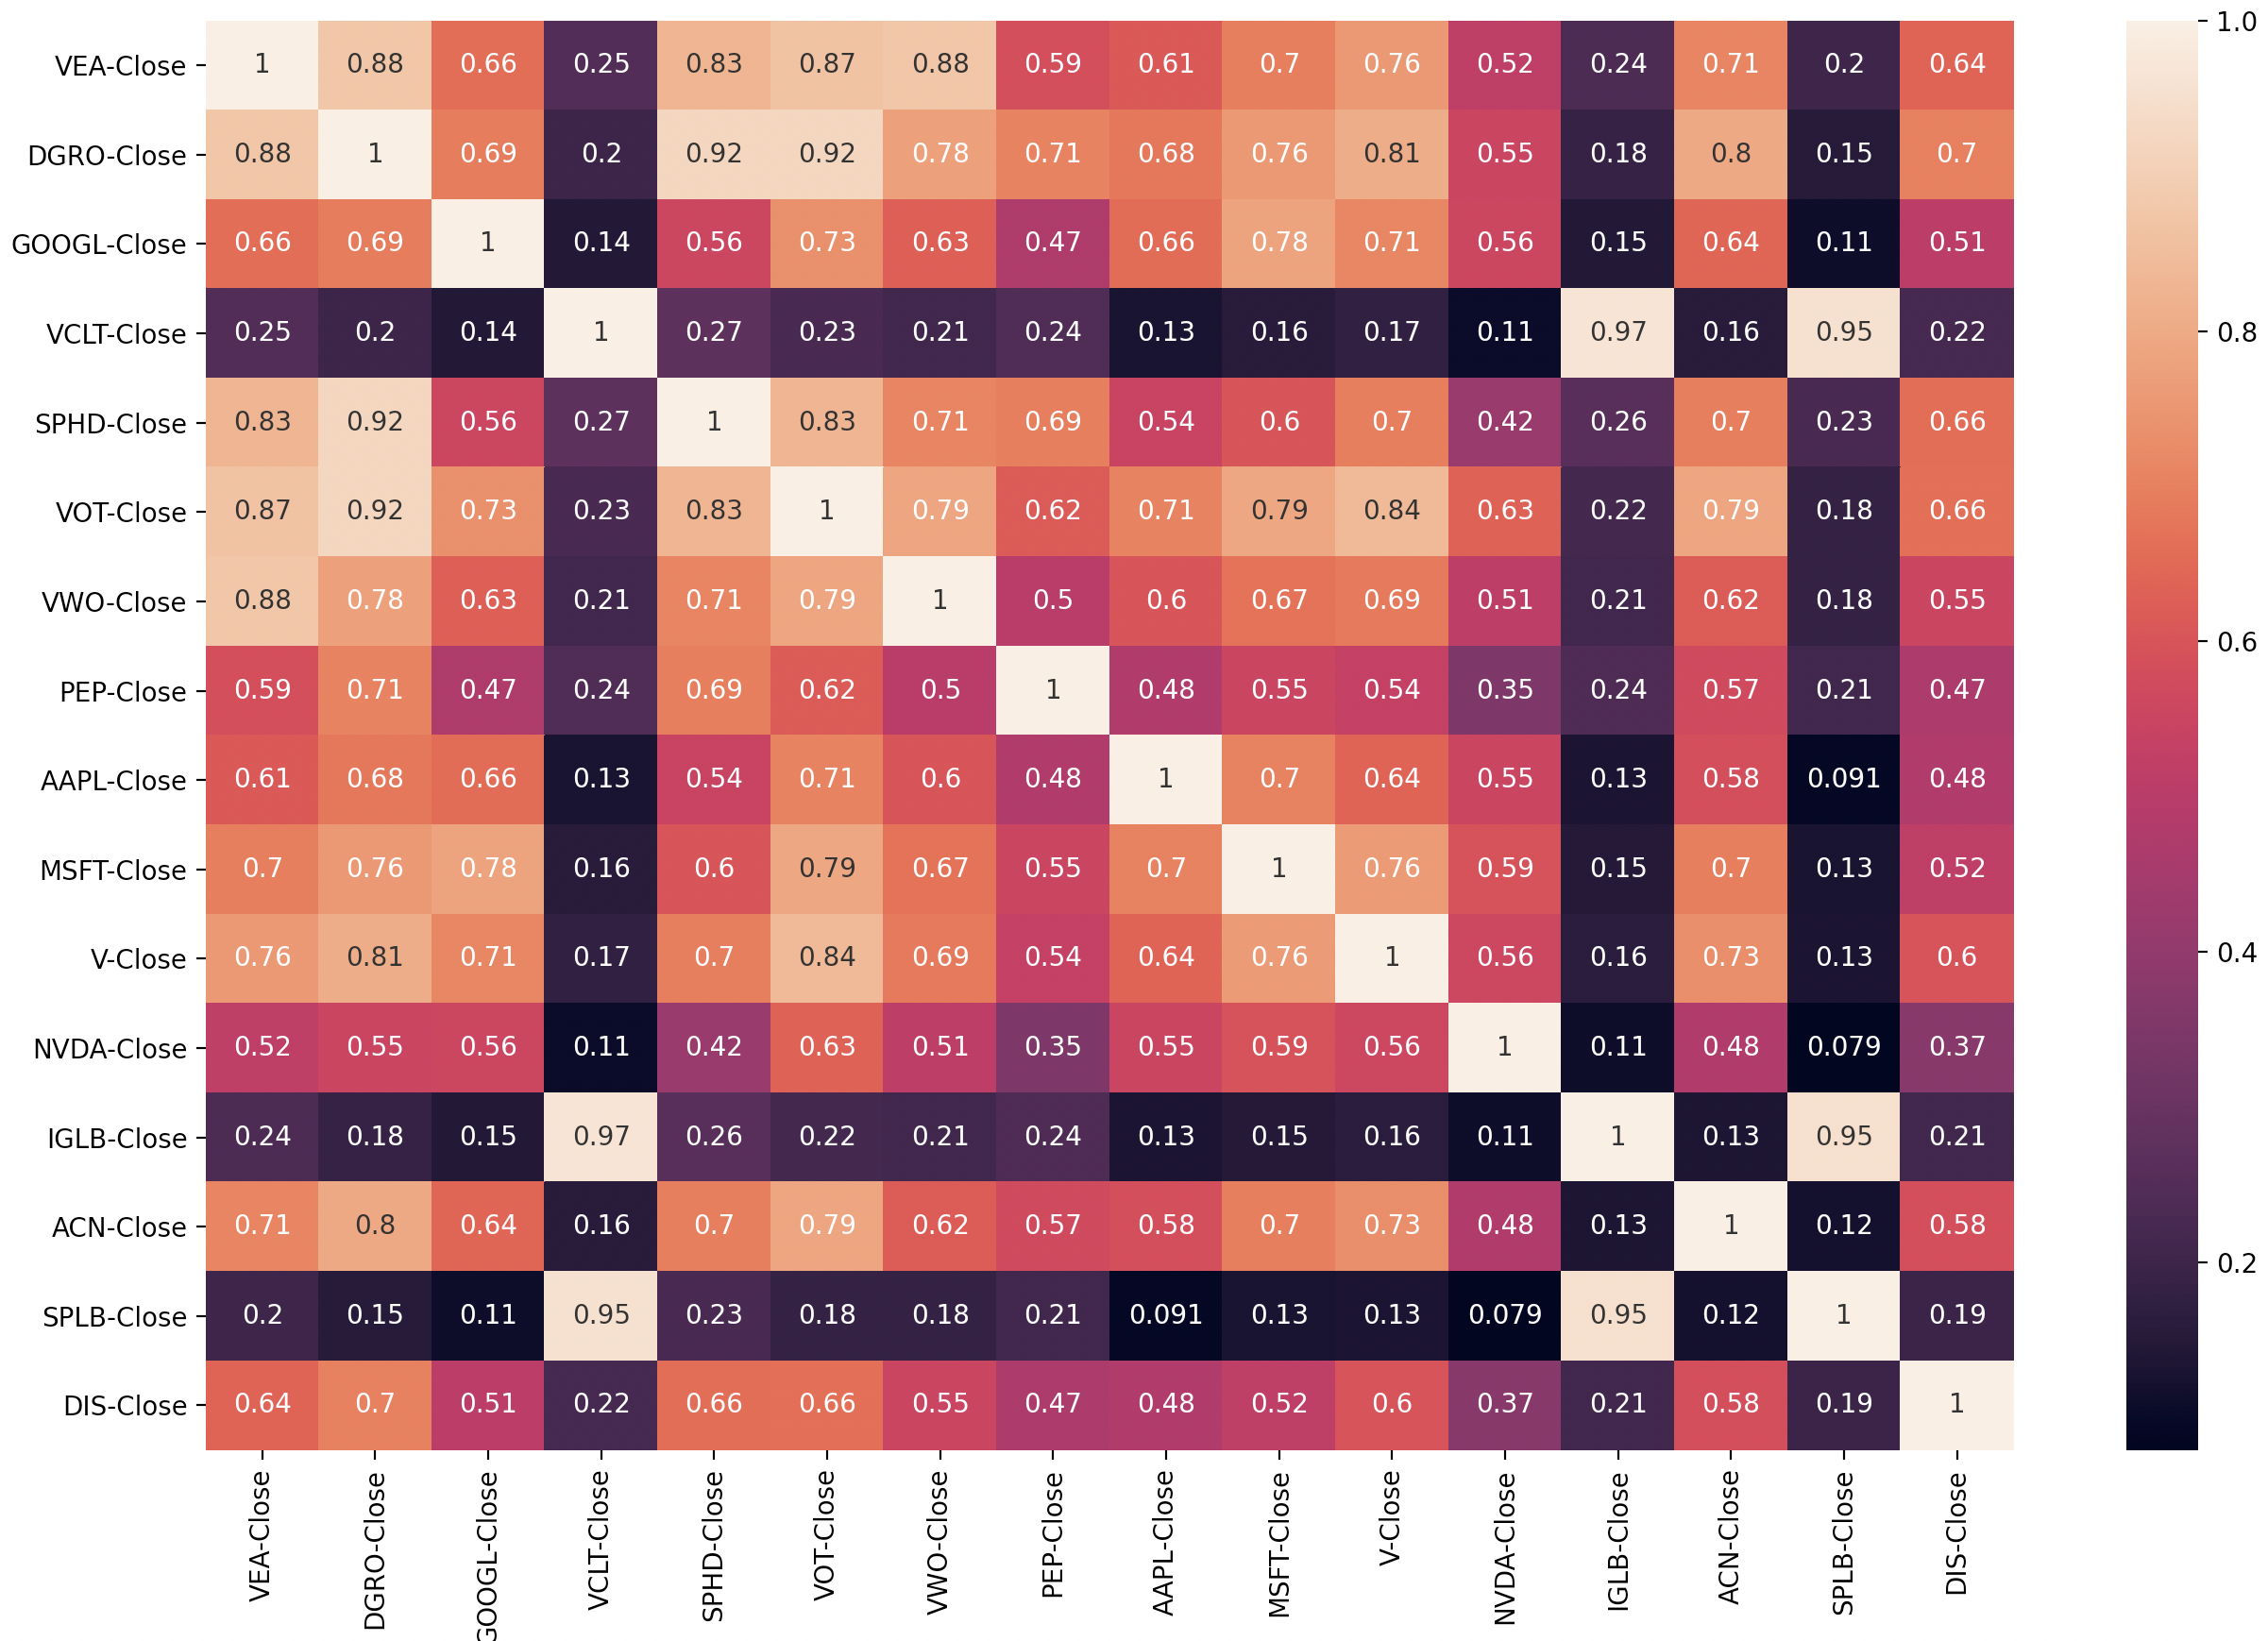 VEA-Close 1 0.88 0.66 0.25 0.83 0.87 0.88 0.59 0.61 0.7 0.76 0.52 0.24 0.71 0.2 0.64
DGRO-Close 0.88 1 0.69 0.2 0.92 0.92 0.78 0.71 0.68 0.76 0.81 0.55 0.18 0.8 0.15 0.7
GOOGL-Close 0.66 0.69 1 0.14 0.56 0.73 0.63 0.47 0.66 0.78 0.71 0.56 0.15 0.64 0.11 0.51
VCLT-Close 0.25 0.2 0.14 1 0.27 0.23 0.21 0.24 0.13 0.16 0.17 0.11 0.97 0.16 0.95 0.22
SPHD-Close 0.83 0.92 0.56 0.27 1 0.83 0.71 0.69 0.54 0.6 0.7 0.42 0.26 0.7 0.23 0.66
VOT-Close 0.87 0.92 0.73 0.23 0.83 1 0.79 0.62 0.71 0.79 0.84 0.63 0.22 0.79 0.18 0.66
VWO-Close 0.88 0.78 0.63 0.21 0.71 0.79 1 0.5 0.6 0.67 0.69 0.51 0.21 0.62 0.18 0.55
PEP-Close 0.59 0.71 0.47 0.24 0.69 0.62 0.5 1 0.48 0.55 0.54 0.35 0.24 0.57 0.21 0.47
AAPL-Close 0.61 0.68 0.66 0.13 0.54 0.71 0.6 0.48 1 0.7 0.64 0.55 0.13 0.58 0.091 0.48
MSFT-Close 0.7 0.76 0.78 0.16 0.6 0.79 0.67 0.55 0.7 1 0.76 0.59 0.15 0.7 0.13 0.52
V-Close 0.76 0.81 0.71 0.17 0.7 0.84 0.69 0.54 0.64 0.76 1 0.56 0.16 0.73 0.13 0.6
NVDA-Close 0.52 0.55 0.56 0.11 0.42 0.63 0.51 0.35 0.55 0.59 0.56 1 0.11 0.48 0.079 0.37
IGLB-Close 0.24 0.18 0.15 0.97 0.26 0.22 0.21 0.24 0.13 0.15 0.16 0.11 1 0.13 0.95 0.21
ACN-Close 0.71 0.8 0.64 0.16 0.7 0.79 0.62 0.57 0.58 0.7 0.73 0.48 0.13 1 0.12 0.58
SPLB-Close 0.2 0.15 0.11 0.95 0.23 0.18 0.18 0.21 0.091 0.13 0.13 0.079 0.95 0.12 1 0.19
DIS-Close 0.64 0.7 0.51 0.22 0.66 0.66 0.55 0.47 0.48 0.52 0.6 0.37 0.21 0.58 0.19 1
VEA-Close
DGRO-Close
GOOGL-Close
VCLT-Close
SPHD-Close
VOT-Close
VWO-Close
PEP-Close
AAPL-Close
MSFT-Close
V-Close
NVDA-Close
IGLB-Close
ACN-Close
SPLB-Close
DIS-Close
1.0
0.8
0.6
0.4
0.2